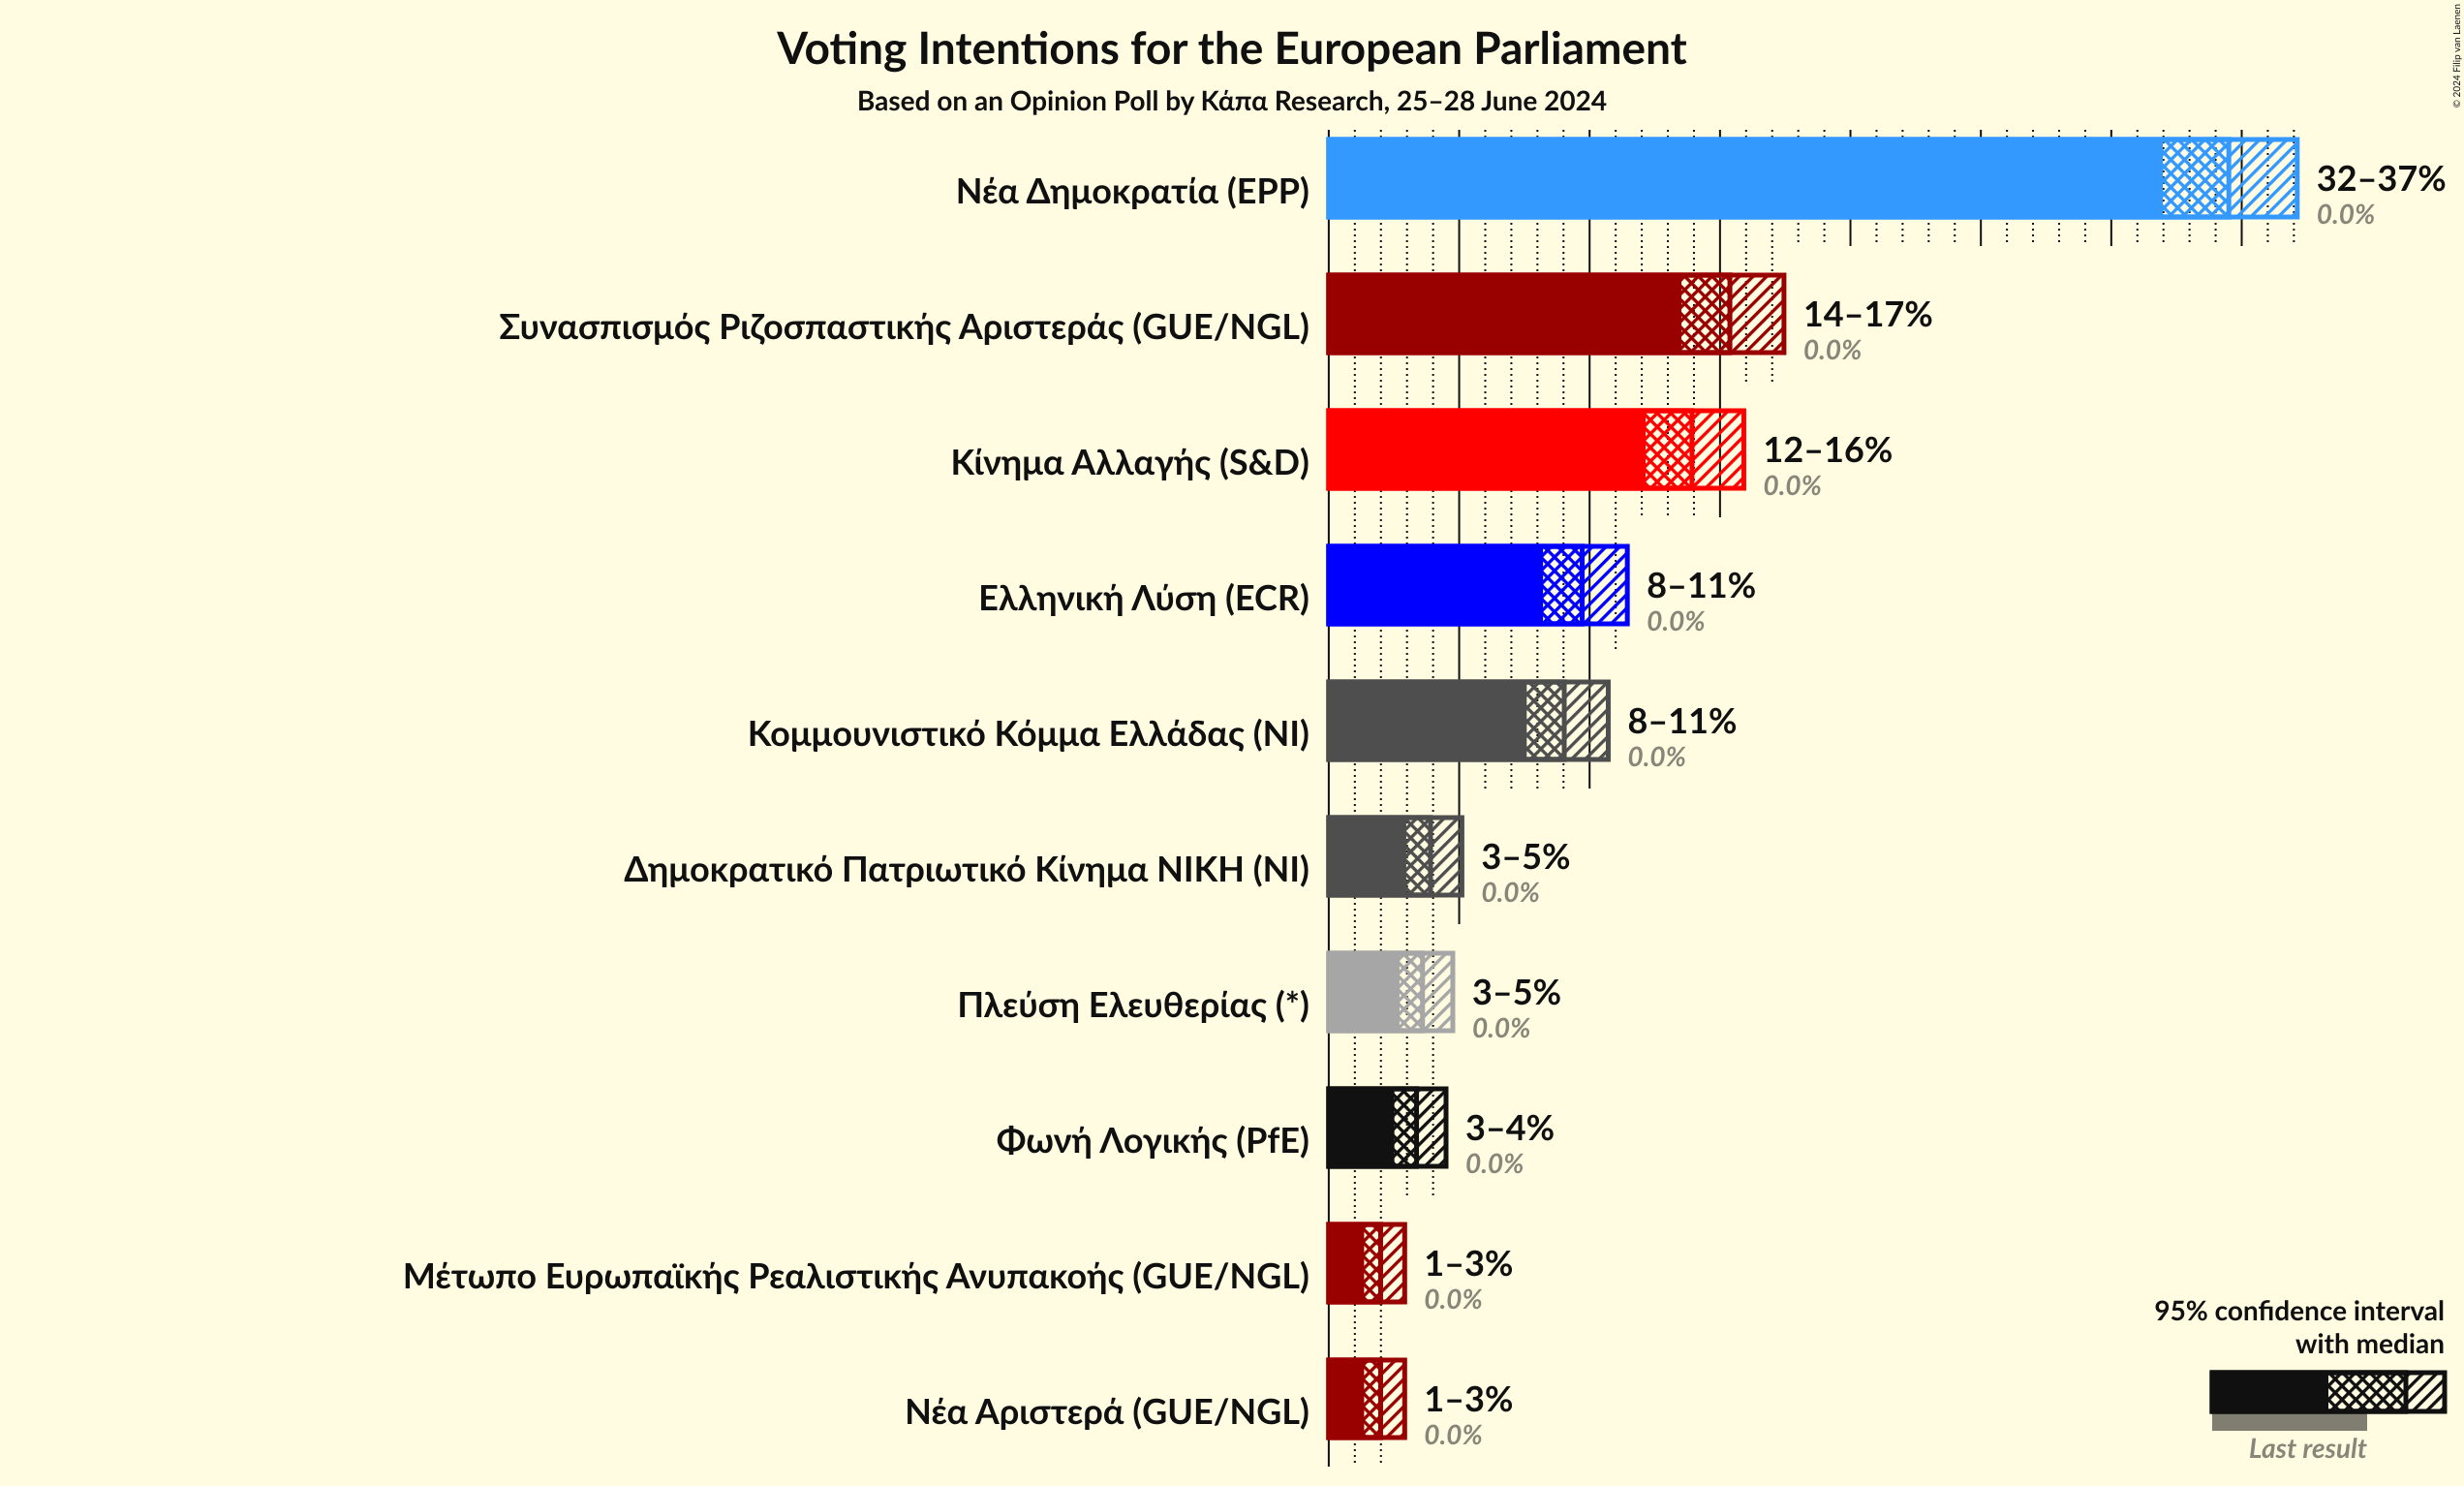 Voting Intentions for the European Parliament
Based on an Opinion Poll by Κάπα Research, 25–28 June 2024
© 2024 Filip van Laenen
Νέα Δημοκρατία (EPP)
32–37%
0.0%
Συνασπισμός Ριζοσπαστικής Αριστεράς (GUE/NGL)
14–17%
0.0%
Κίνημα Αλλαγής (S&D)
12–16%
0.0%
Ελληνική Λύση (ECR)
8–11%
0.0%
Κομμουνιστικό Κόμμα Ελλάδας (NI)
8–11%
0.0%
Δημοκρατικό Πατριωτικό Κίνημα ΝΙΚΗ (NI)
3–5%
0.0%
Πλεύση Ελευθερίας (*)
3–5%
0.0%
Φωνή Λογικής (PfE)
3–4%
0.0%
Μέτωπο Ευρωπαϊκής Ρεαλιστικής Ανυπακοής (GUE/NGL)
1–3%
0.0%
Νέα Αριστερά (GUE/NGL)
1–3%
0.0%
95% confidence interval
with median
Last result